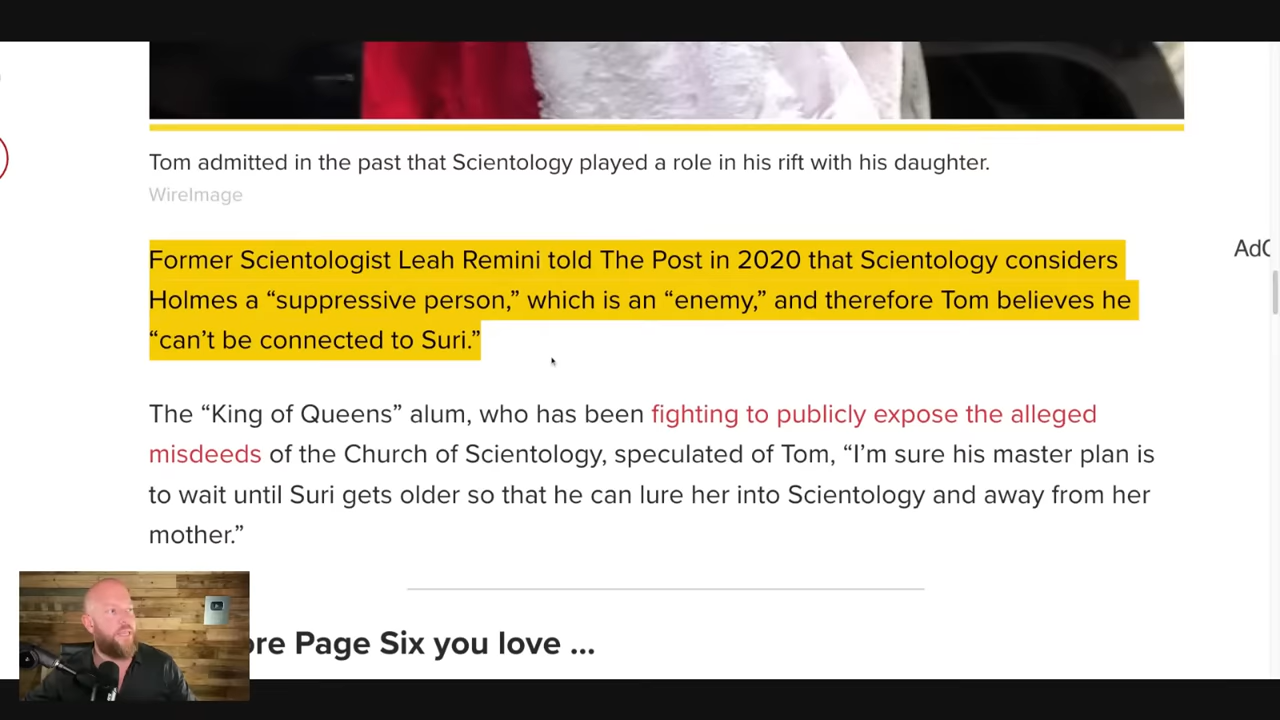 Tom admitted in the past that Scientology played a role in his rift with his daughter.
WireImage
AdC
Former Scientologist Leah Remini told The Post in 2020 that Scientology considers
Holmes a “suppressive person,” which is an “enemy,” and therefore Tom believes he
“can’t be connected to Suri.”
The “King of Queens” alum, who has been fighting to publicly expose the alleged
misdeeds of the Church of Scientology, speculated of Tom, “I’m sure his master plan is
to wait until Suri gets older so that he can lure her into Scientology and away from her
mother.”
ore Page Six you love ...